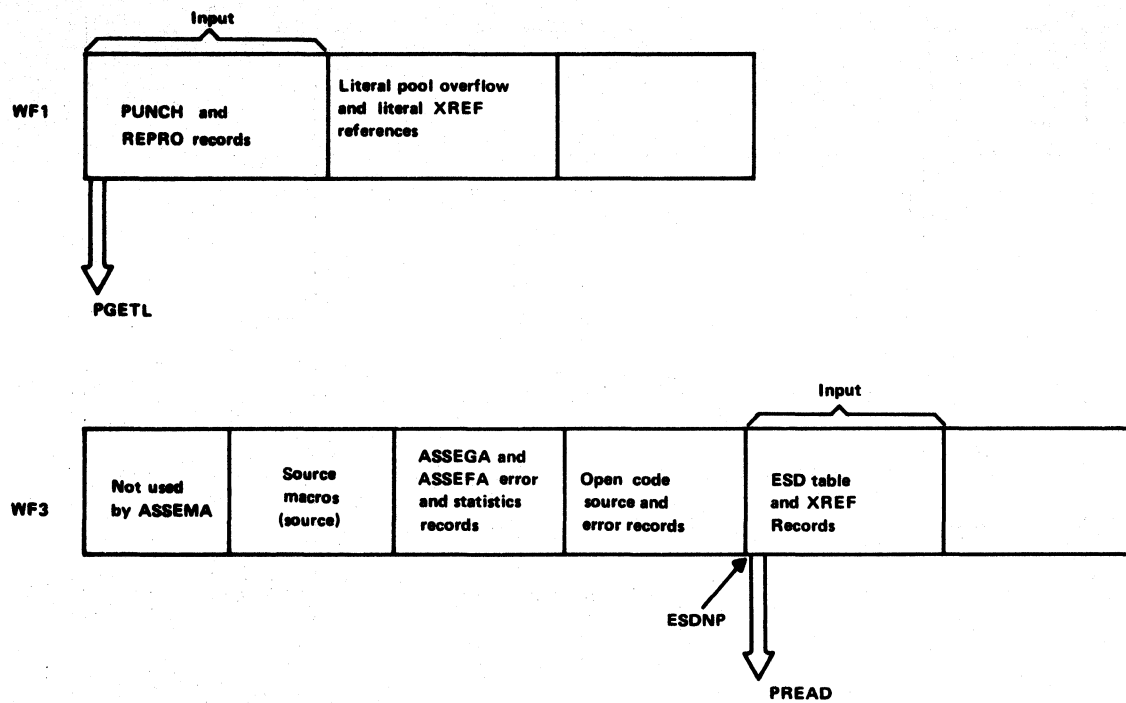 Input
WF1
PUNCH and
REPRO records
Literal pool overflow
and literal XREF
references
PGETL
Input
WF3
Not used
by ASSEMA
Source
macros
(source)
ASSEGA and
ASSEFA error
and statistics
records
Open code
source and
error records
ESD table
and XREF
Records
ESDNP
PREAD